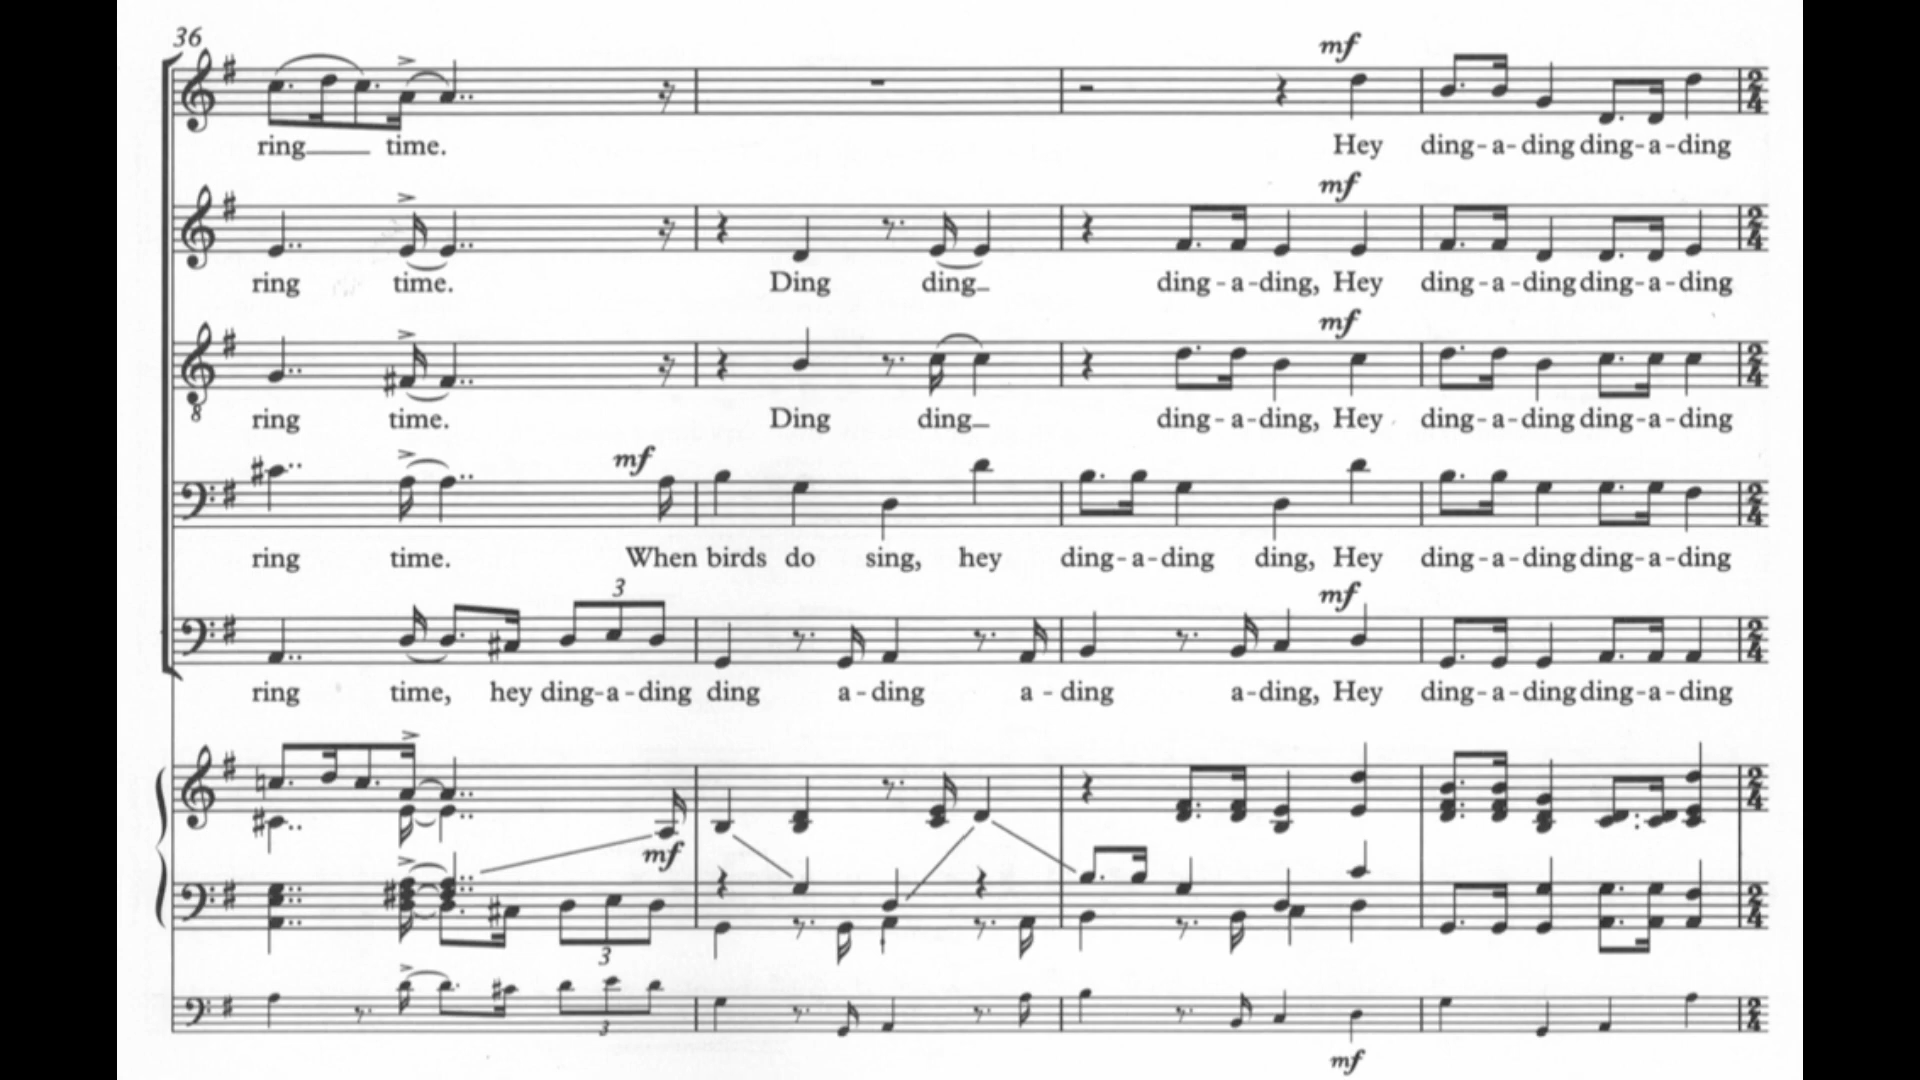 36
mf
ring time. Hey ding-a-ding ding-a-ding
mf
ring time. Ding ding ding-a-ding, Hey ding-a-ding ding-a-ding
mf
8
ring time. Ding ding ding-a-ding, Hey ding-a-ding ding-a-ding
mf
ring time. When birds do sing, hey ding-a-ding ding, Hey ding-a-ding ding-a-ding
3 mf
ring time, hey ding-a-ding ding a-ding a-ding a-ding, Hey ding-a-ding ding-a-ding
mf
3
3
mf